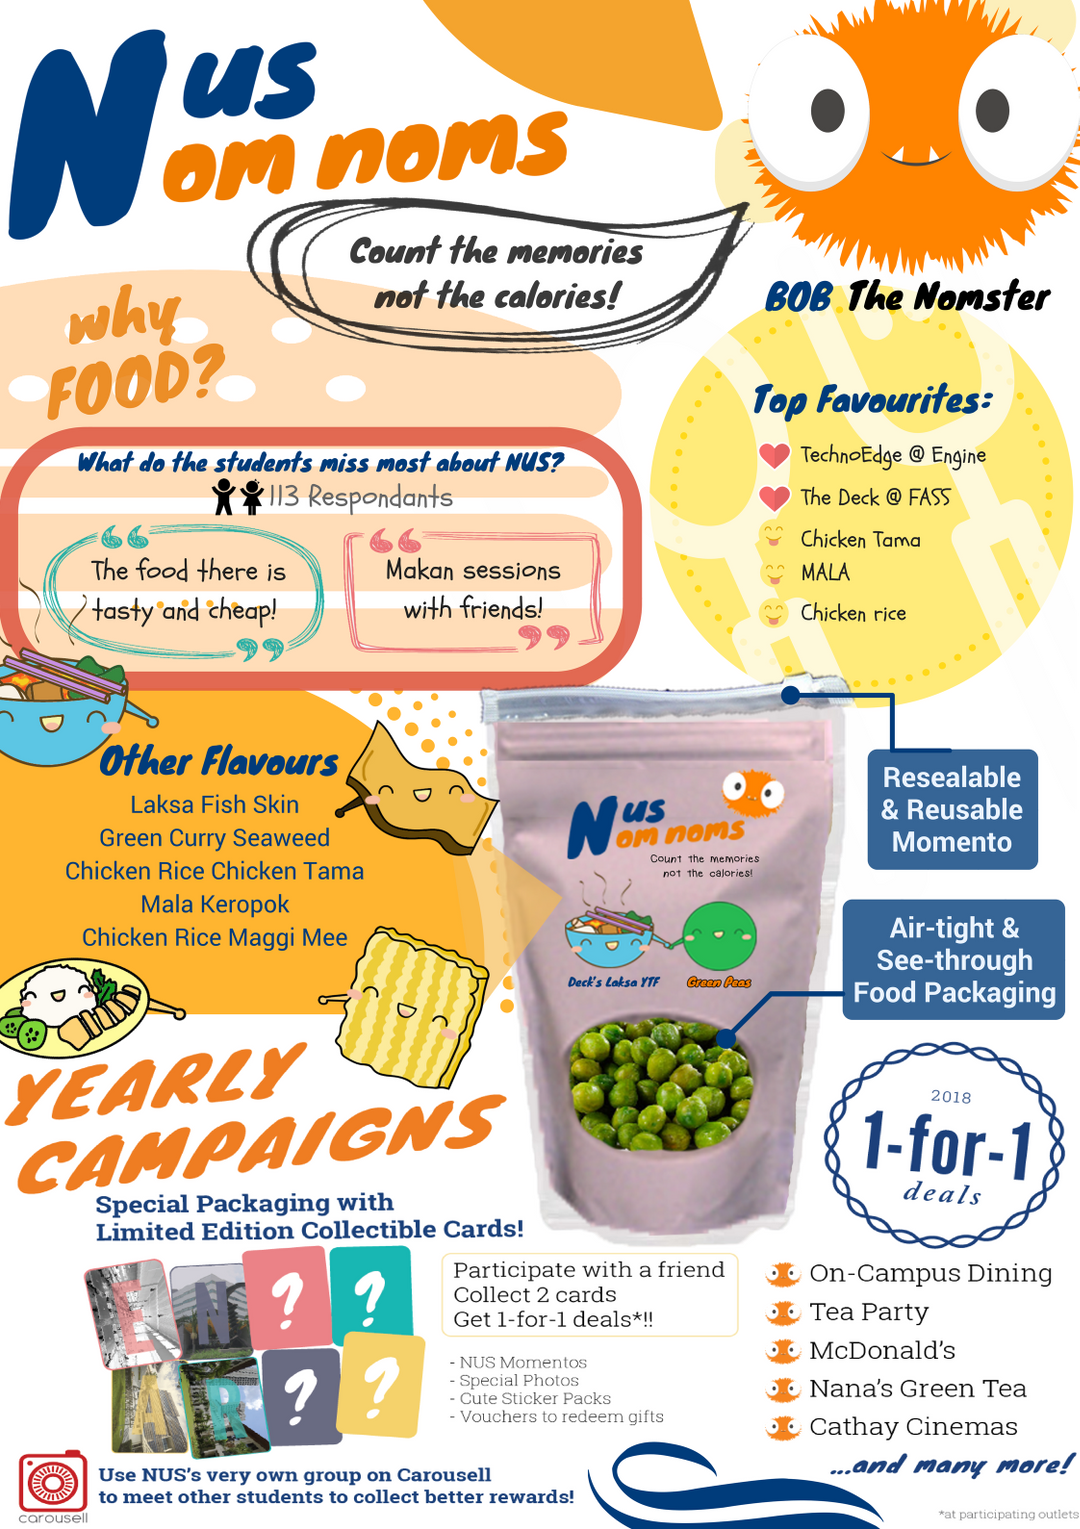 Nus
Nom noms
Count the memories
not the calories!
BOB The Nomster
why
FOOD?
What do the students miss most about NUS?
113 Respondants
The food there is
tasty and cheap!
Makan sessions
with friends!
Top Favourites:
TechnoEdge @ Engine
The Deck @ FASS
Chicken Tama
MALA
Chicken rice
Other Flavours
Laksa Fish Skin
Green Curry Seaweed
Chicken Rice Chicken Tama
Mala Keropok
Chicken Rice Maggi Mee
Nus
Nom noms
Count the memories
not the calories!
Deck's Laksa YTF
Green Peas
Resealable
& Reusable
Momento
Air-tight &
See-through
Food Packaging
YEARLY
CAMPAIGNS
Special Packaging with
Limited Edition Collectible Cards!
E N ? ?
A R ? ?
Participate with a friend
Collect 2 cards
Get 1-for-1 deals*!!
- NUS Momentos
- Special Photos
- Cute Sticker Packs
- Vouchers to redeem gifts
2018
1-for-1
deals
On-Campus Dining
Tea Party
McDonald's
Nana's Green Tea
Cathay Cinemas
...and many more!
carousell
Use NUS's very own group on Carousell
to meet other students to collect better rewards!
*at participating outlets